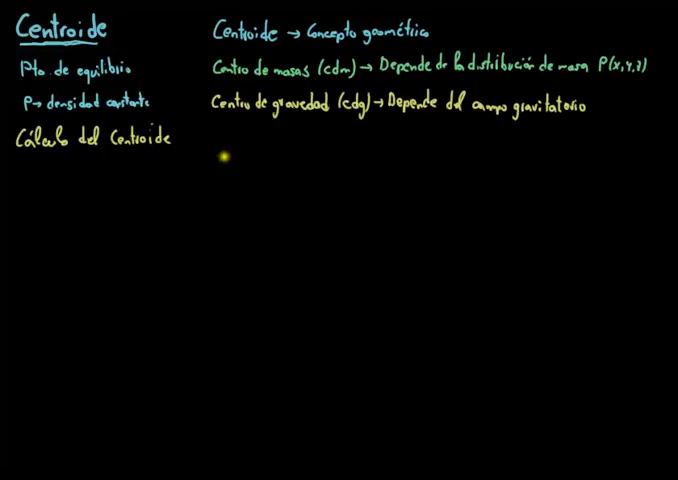 Centroide
Centroide → Concepto geométrico
Pto. de equilibrio
Centro de masas (cdm) → Depende de la distribución de masa ρ(x,y,z)
ρ → densidad constante
Centro de gravedad (cdg) → Depende del campo gravitatorio
Cálculo del Centroide